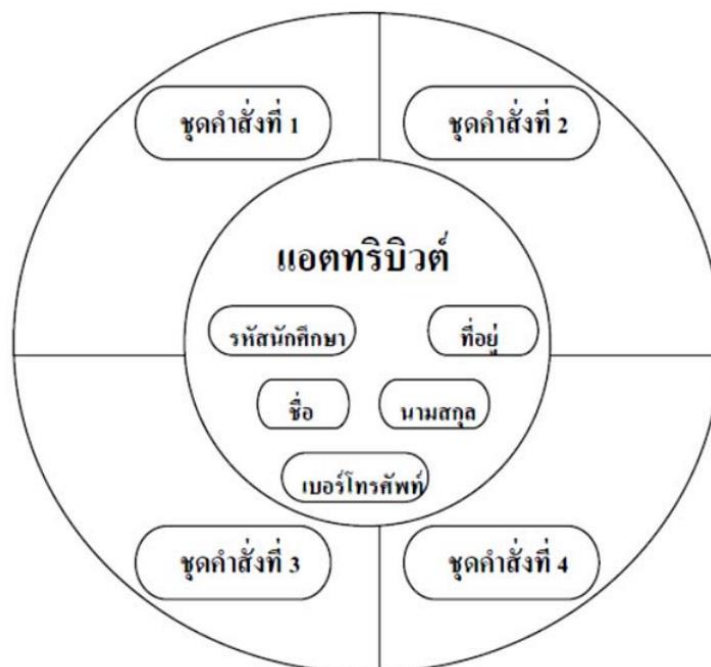 ชุดคำสั่งที่ 1
ชุดคำสั่งที่ 2
แอตทริบิวต์
รหัสนักศึกษา
ที่อยู่
ชื่อ
นามสกุล
เบอร์โทรศัพท์
ชุดคำสั่งที่ 3
ชุดคำสั่งที่ 4